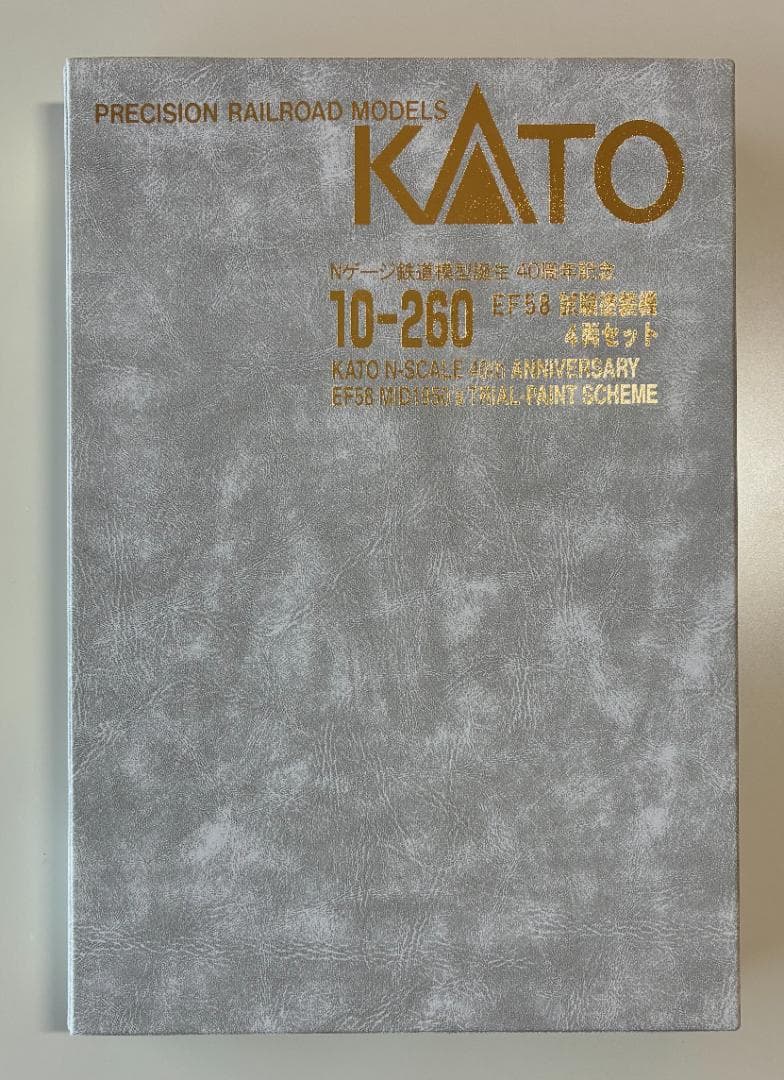 PRECISION RAILROAD MODELS
KATO
Nゲージ鉄道模型誕生 40周年記念
10-260 EF58 試験塗装機
4両セット
KATO N-SCALE 40th ANNIVERSARY
EF58 MID1950's TRIAL-PAINT SCHEME